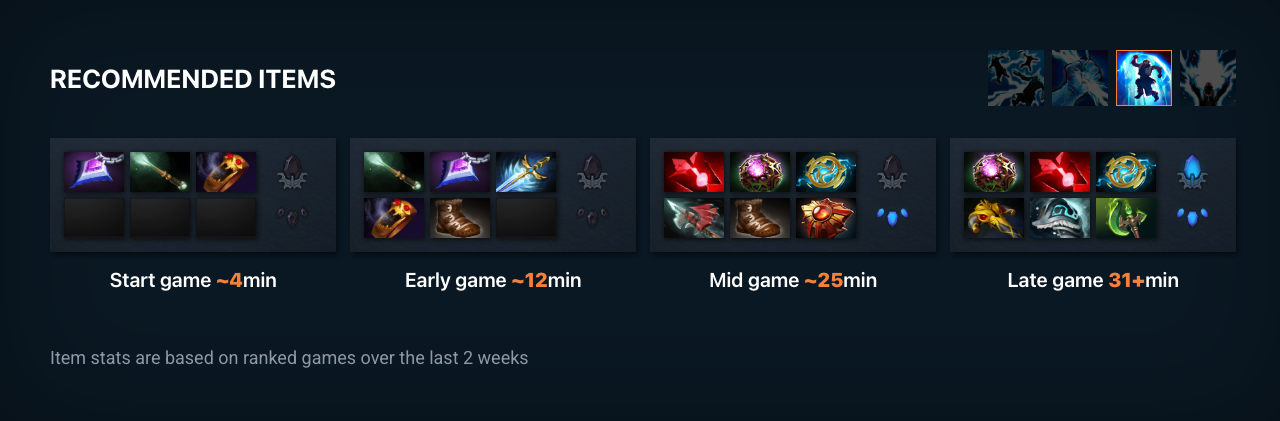 RECOMMENDED ITEMS
Start game ~4min
Early game ~12min
Mid game ~25min
Late game 31+min
Item stats are based on ranked games over the last 2 weeks